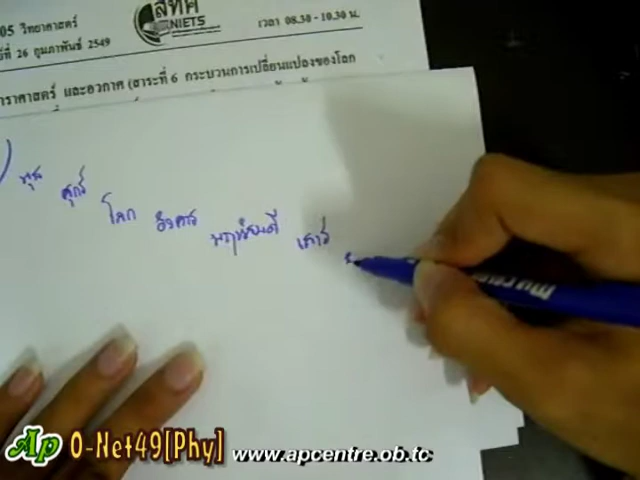 สทศ
NIETS
05 วิทยาศาสตร์
เวลา 08.30 - 10.30 น.
ที่ 26 กุมภาพันธ์ 2549
ราศาสตร์ และอวกาศ (สาระที่ 6 กระบวนการเปลี่ยนแปลงของโลก
พุธ ศุกร์ โลก อังคาร พฤหัสบดี เสาร์
Ap O-Net49[Phy] www.apcentre.ob.tc